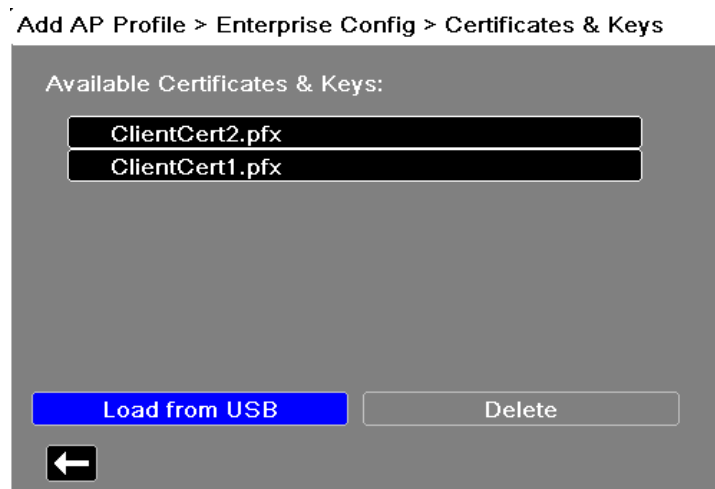 Add AP Profile > Enterprise Config > Certificates & Keys
Available Certificates & Keys:
ClientCert2.pfx
ClientCert1.pfx
Load from USB
Delete